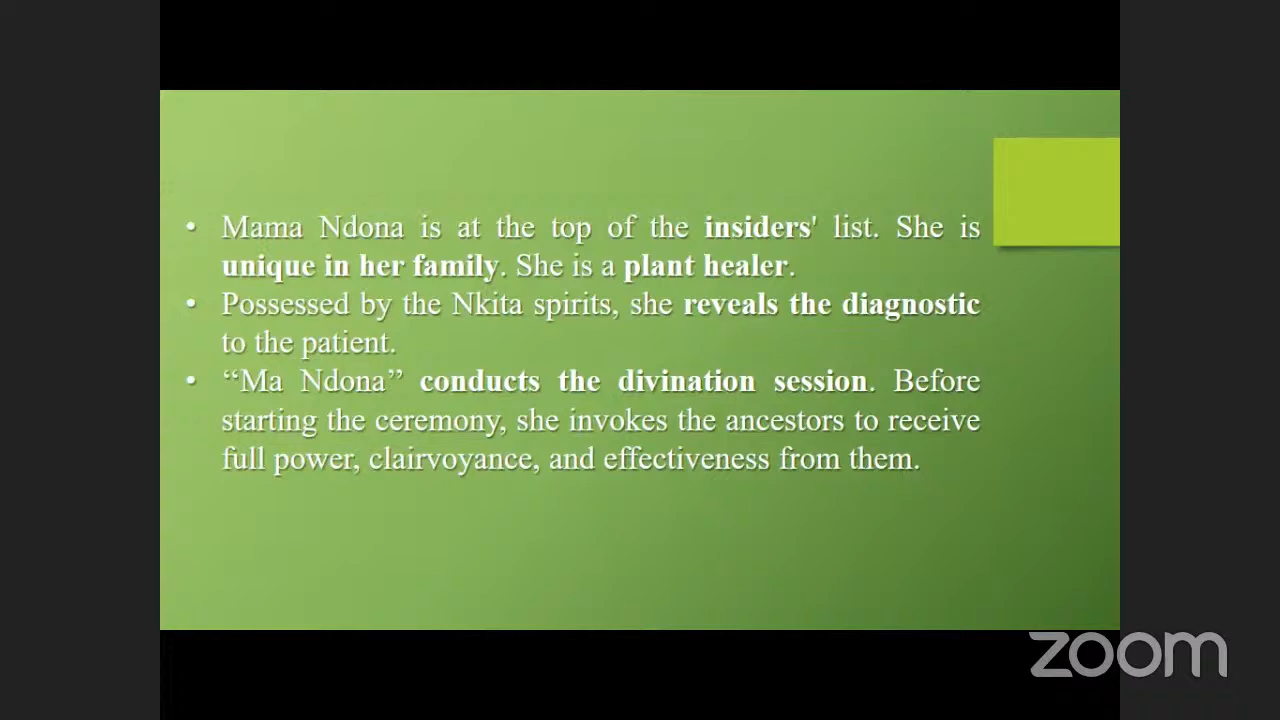 • Mama Ndona is at the top of the insiders' list. She is
unique in her family. She is a plant healer.
• Possessed by the Nkita spirits, she reveals the diagnostic
to the patient.
• “Ma Ndona” conducts the divination session. Before
starting the ceremony, she invokes the ancestors to receive
full power, clairvoyance, and effectiveness from them.
zoom